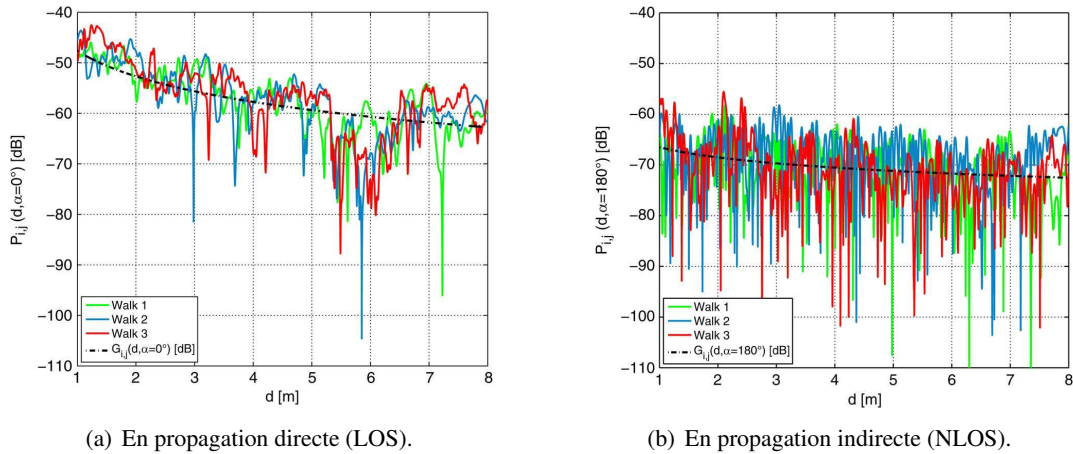 −40
−50
−60
−70
−80
−90
−100
−110
P_{i,j} (d,α=0°) [dB]
Walk 1
Walk 2
Walk 3
G_{i,j}(d,α=0°) [dB]
1 2 3 4 5 6 7 8
d [m]
(a) En propagation directe (LOS).
−40
−50
−60
−70
−80
−90
−100
−110
P_{i,j} (d,α=180°) [dB]
Walk 1
Walk 2
Walk 3
G_{i,j}(d,α=180°) [dB]
1 2 3 4 5 6 7 8
d [m]
(b) En propagation indirecte (NLOS).